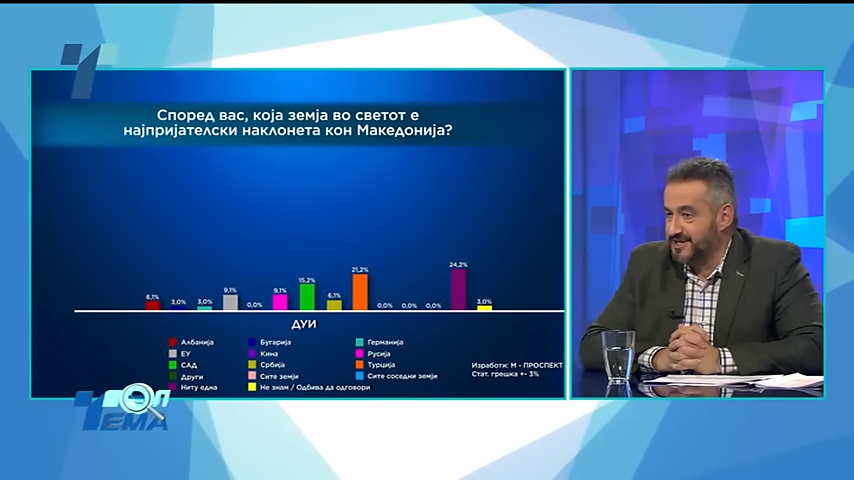 Според вас, која земја во светот е
најпријателски наклонета кон Македонија?
6,1%
3,0%
3,0%
9,1%
0,0%
9,1%
15,2%
6,1%
21,2%
0,0%
0,0%
0,0%
24,2%
3,0%
ДУИ
Албанија
Бугарија
Германија
ЕУ
Кина
Русија
САД
Србија
Турција
Други
Сите земји
Сите соседни земји
Ниту една
Не знам / Одбива да одговори
Изработи: М - ПРОСПЕКТ
Стат. грешка +- 3%
ТЕМА